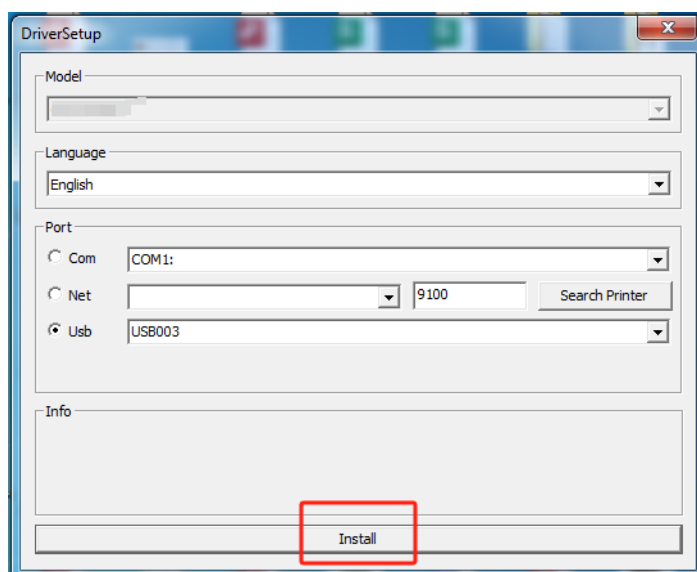 DriverSetup
Model
Language
English
Port
Com COM1:
Net 9100 Search Printer
Usb USB003
Info
Install